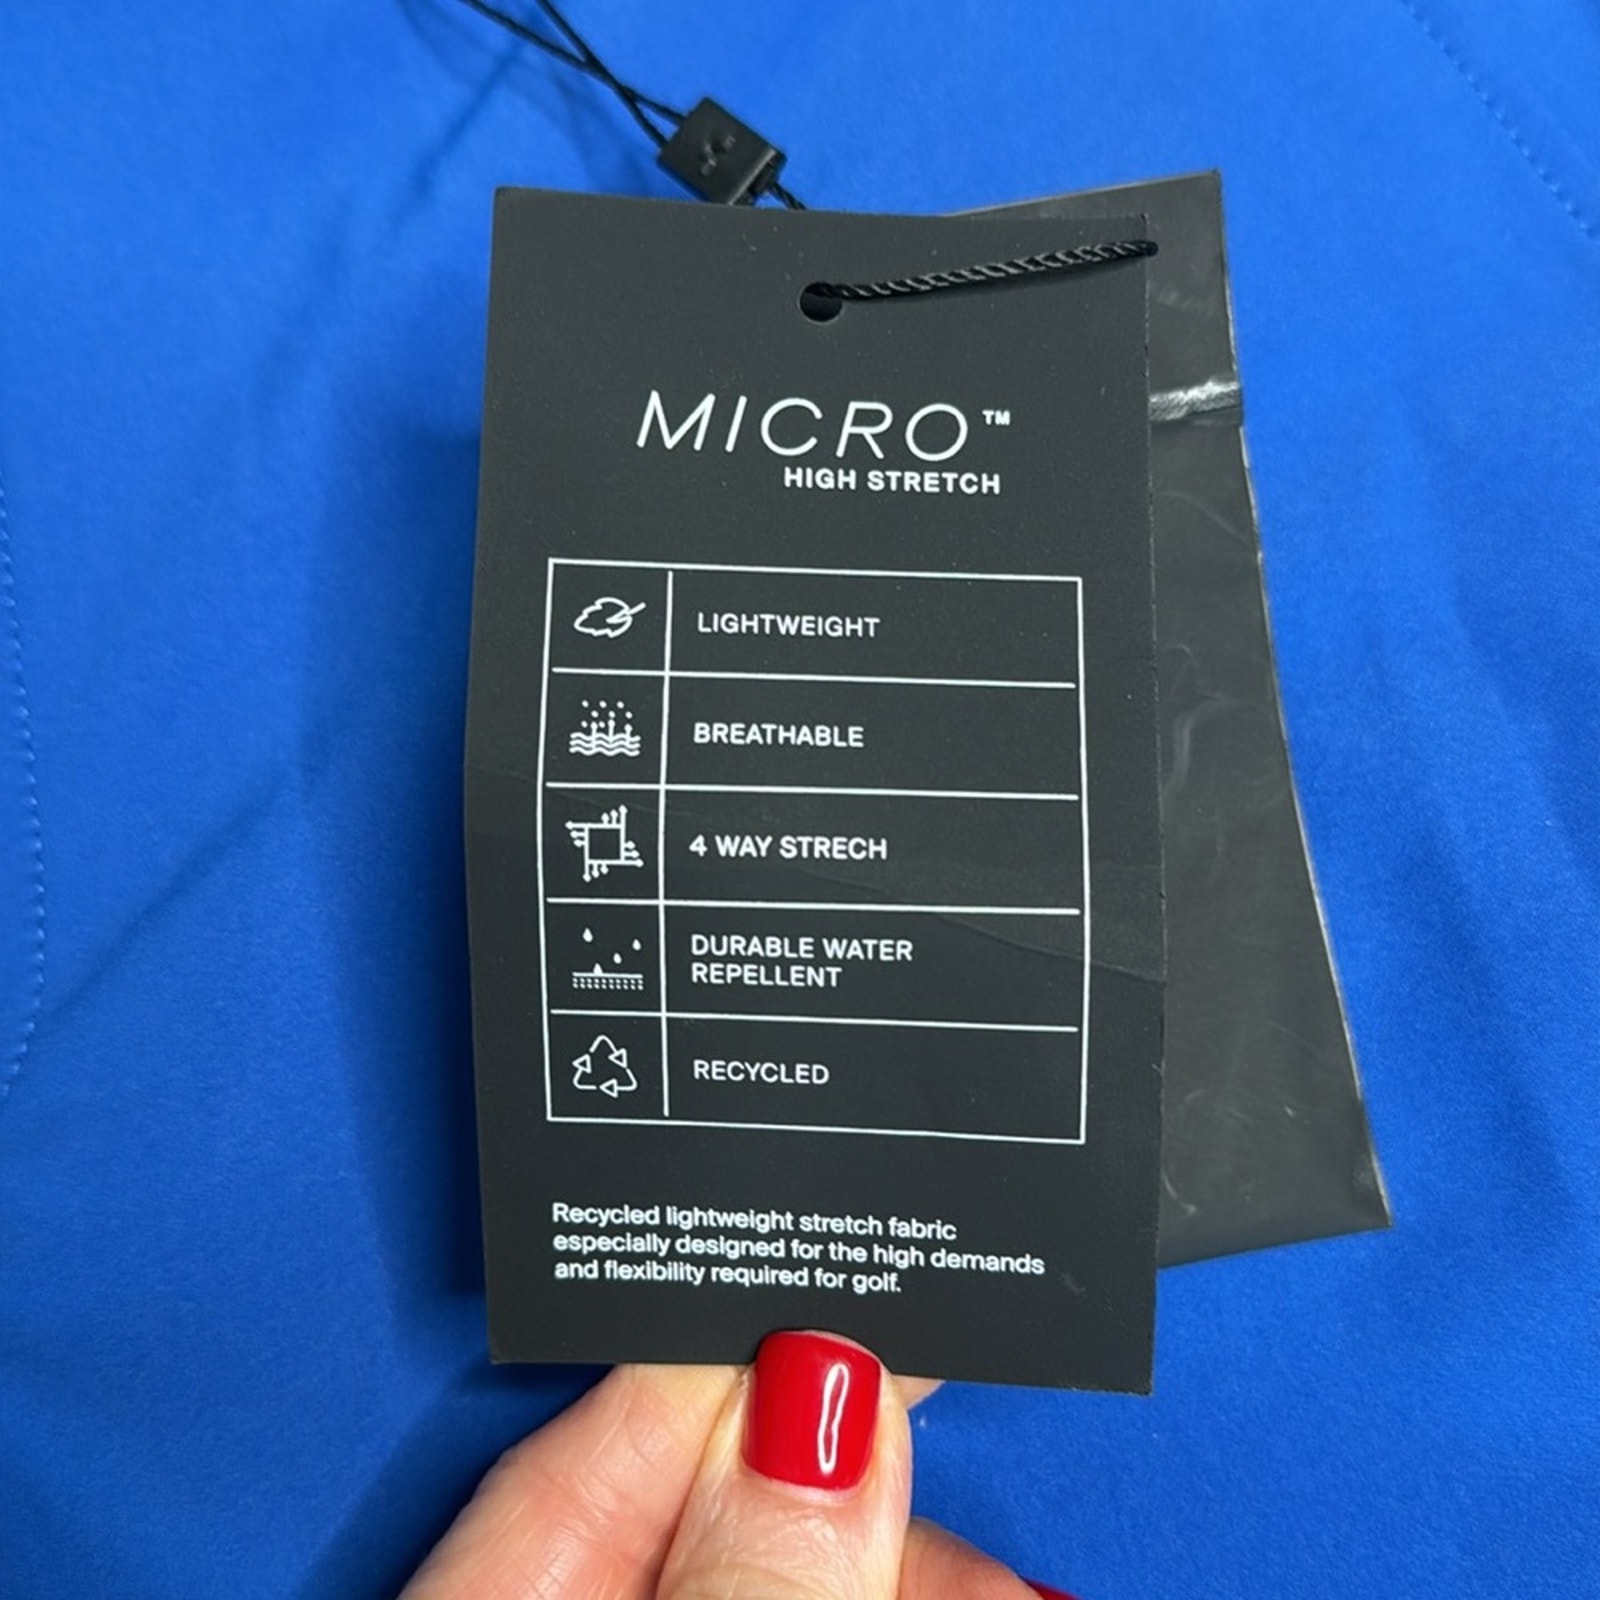 MICRO™
HIGH STRETCH
LIGHTWEIGHT
BREATHABLE
4 WAY STRECH
DURABLE WATER
REPELLENT
RECYCLED
Recycled lightweight stretch fabric
especially designed for the high demands
and flexibility required for golf.